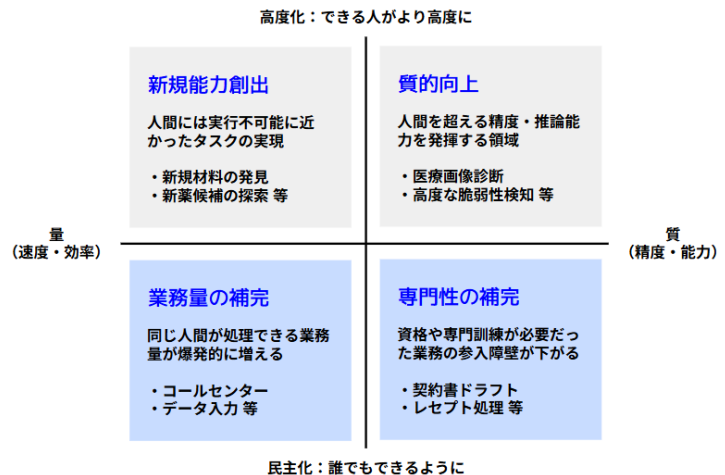 高度化：できる人がより高度に
新規能力創出
人間には実行不可能に近
かったタスクの実現
・新規材料の発見
・新薬候補の探索 等
質的向上
人間を超える精度・推論能
力を発揮する領域
・医療画像診断
・高度な脆弱性検知 等
量
（速度・効率）
質
（精度・能力）
業務量の補完
同じ人間が処理できる業務
量が爆発的に増える
・コールセンター
・データ入力 等
専門性の補完
資格や専門訓練が必要だっ
た業務の参入障壁が下がる
・契約書ドラフト
・レセプト処理 等
民主化：誰でもできるように